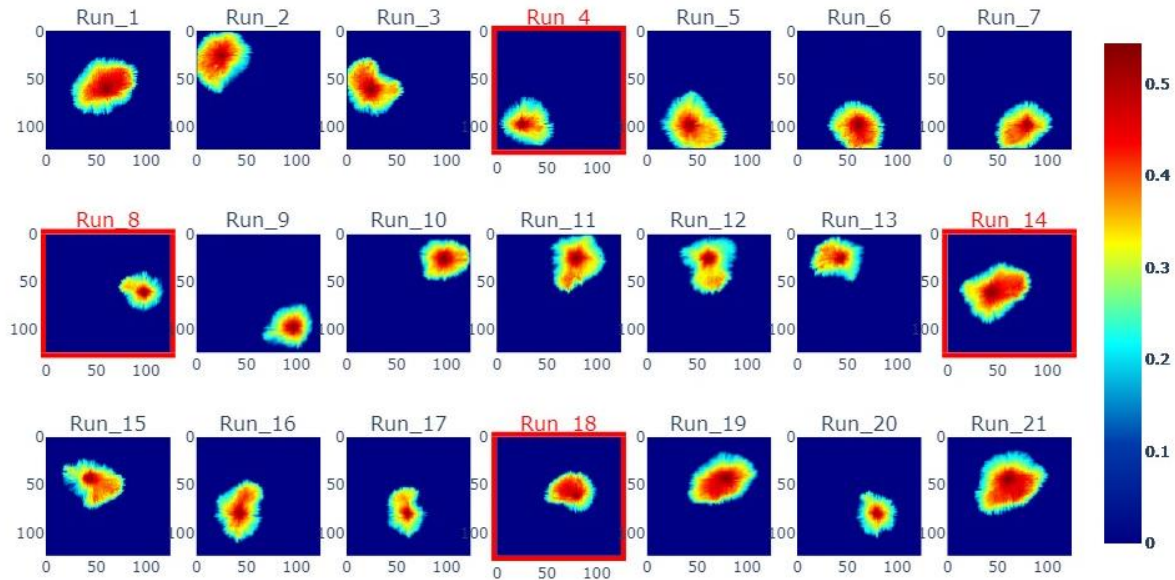 Run_1 Run_2 Run_3 Run_4 Run_5 Run_6 Run_7
0 0 0 0 0 0 0
50 50 50 50 50 50 50
100 100 100 100 100 100 100
0 50 100 0 50 100 0 50 100 0 50 100 0 50 100 0 50 100 0 50 100
Run_8 Run_9 Run_10 Run_11 Run_12 Run_13 Run_14
0 0 0 0 0 0 0
50 50 50 50 50 50 50
100 100 100 100 100 100 100
0 50 100 0 50 100 0 50 100 0 50 100 0 50 100 0 50 100 0 50 100
Run_15 Run_16 Run_17 Run_18 Run_19 Run_20 Run_21
0 0 0 0 0 0 0
50 50 50 50 50 50 50
100 100 100 100 100 100 100
0 50 100 0 50 100 0 50 100 0 50 100 0 50 100 0 50 100 0 50 100
0.5
0.4
0.3
0.2
0.1
0